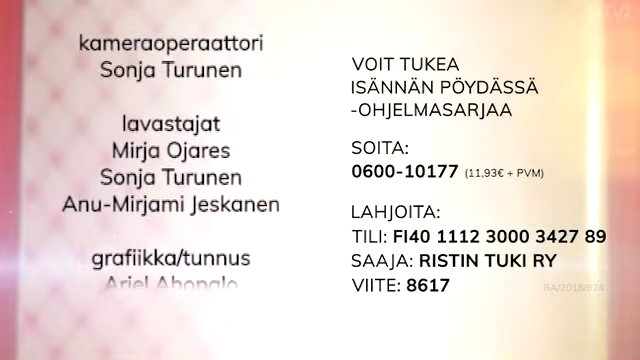 kameraoperaattori
Sonja Turunen
lavastajat
Mirja Ojares
Sonja Turunen
Anu-Mirjami Jeskanen
grafiikka/tunnus
Ariel Ahopalo
VOIT TUKEA
ISÄNNÄN PÖYDÄSSÄ
-OHJELMASARJAA
SOITA:
0600-10177 (11,93€ + PVM)
LAHJOITA:
TILI: FI40 1112 3000 3427 89
SAAJA: RISTIN TUKI RY
VIITE: 8617
RA/2016/824